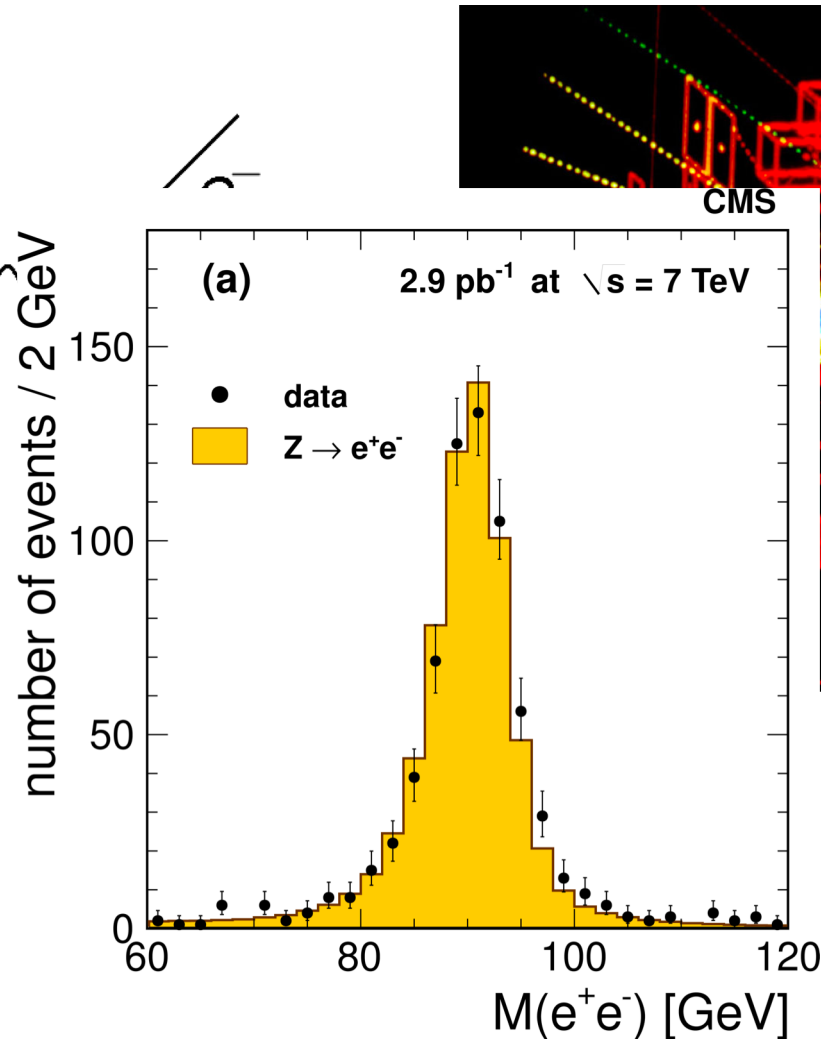 CMS
(a)
2.9 pb⁻¹ at √s = 7 TeV
data
Z → e⁺e⁻
number of events / 2 GeV
150
100
50
0
60 80 100 120
M(e⁺e⁻) [GeV]